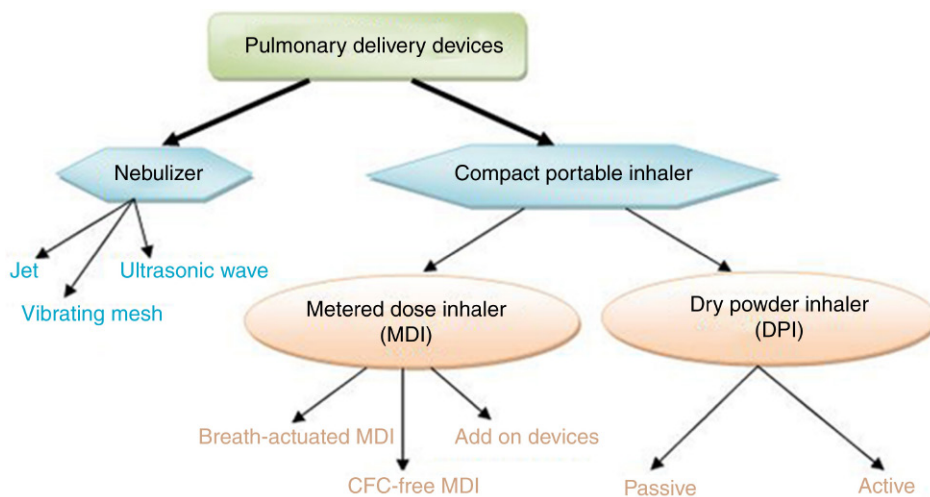 Pulmonary delivery devices
Nebulizer
Compact portable inhaler
Jet
Ultrasonic wave
Vibrating mesh
Metered dose inhaler
(MDI)
Dry powder inhaler
(DPI)
Breath-actuated MDI
Add on devices
CFC-free MDI
Passive
Active